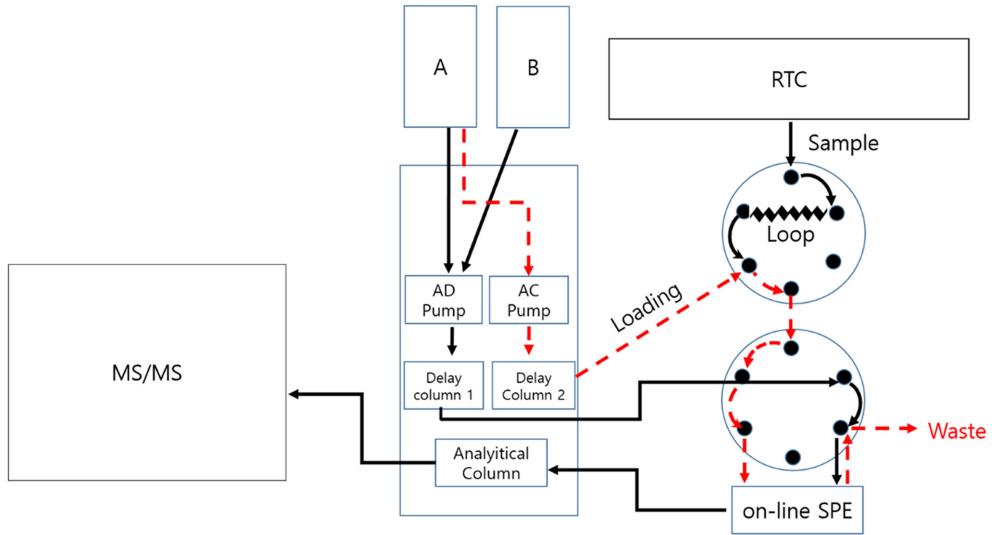 A
B
RTC
Sample
Loop
AD
Pump
AC
Pump
Loading
MS/MS
Delay
column 1
Delay
Column 2
Waste
Analyitical
Column
on-line SPE